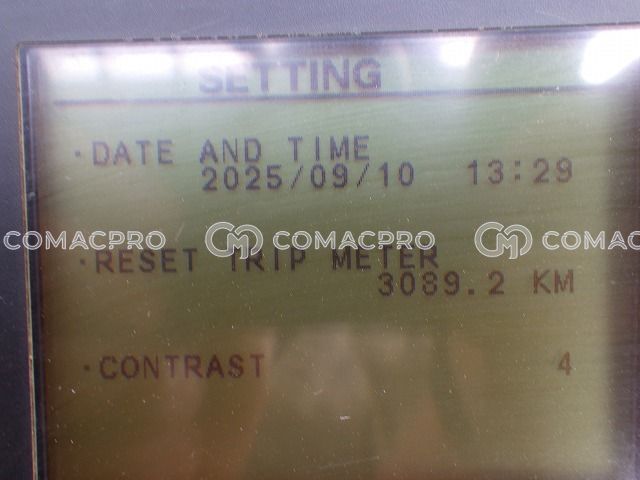 SETTING
·DATE AND TIME
2025/09/10 13:29
COMACPRO COMACPRO COMACPRO
·RESET TRIP METER
3089.2 KM
·CONTRAST 4